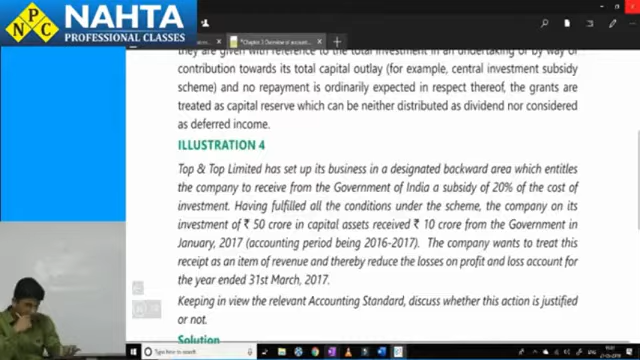 NAHTA
NPC
PROFESSIONAL CLASSES
*Chapter 3 Overview of account...
they are given with reference to the total investment in an undertaking or by way of
contribution towards its total capital outlay (for example, central investment subsidy
scheme) and no repayment is ordinarily expected in respect thereof, the grants are
treated as capital reserve which can be neither distributed as dividend nor considered
as deferred income.
ILLUSTRATION 4
Top & Top Limited has set up its business in a designated backward area which entitles
the company to receive from the Government of India a subsidy of 20% of the cost of
investment. Having fulfilled all the conditions under the scheme, the company on its
investment of ₹ 50 crore in capital assets received ₹ 10 crore from the Government in
January, 2017 (accounting period being 2016-2017). The company wants to treat this
receipt as an item of revenue and thereby reduce the losses on profit and loss account for
the year ended 31st March, 2017.
Keeping in view the relevant Accounting Standard, discuss whether this action is justified
or not.
Solution
Type here to search